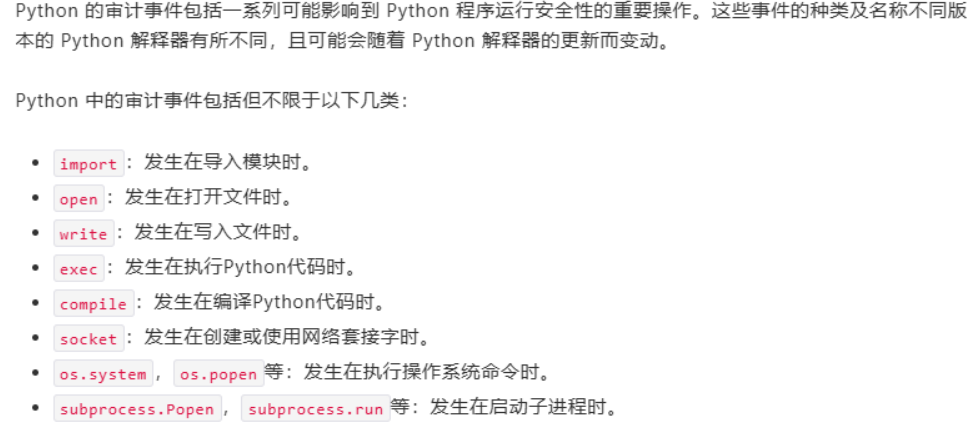 Python 的审计事件包括一系列可能影响到 Python 程序运行安全性的重要操作。这些事件的种类及名称不同版
本的 Python 解释器有所不同，且可能会随着 Python 解释器的更新而变动。
Python 中的审计事件包括但不限于以下几类：
• import：发生在导入模块时。
• open：发生在打开文件时。
• write：发生在写入文件时。
• exec：发生在执行Python代码时。
• compile：发生在编译Python代码时。
• socket：发生在创建或使用网络套接字时。
• os.system，os.popen等：发生在执行操作系统命令时。
• subprocess.Popen，subprocess.run等：发生在启动子进程时。